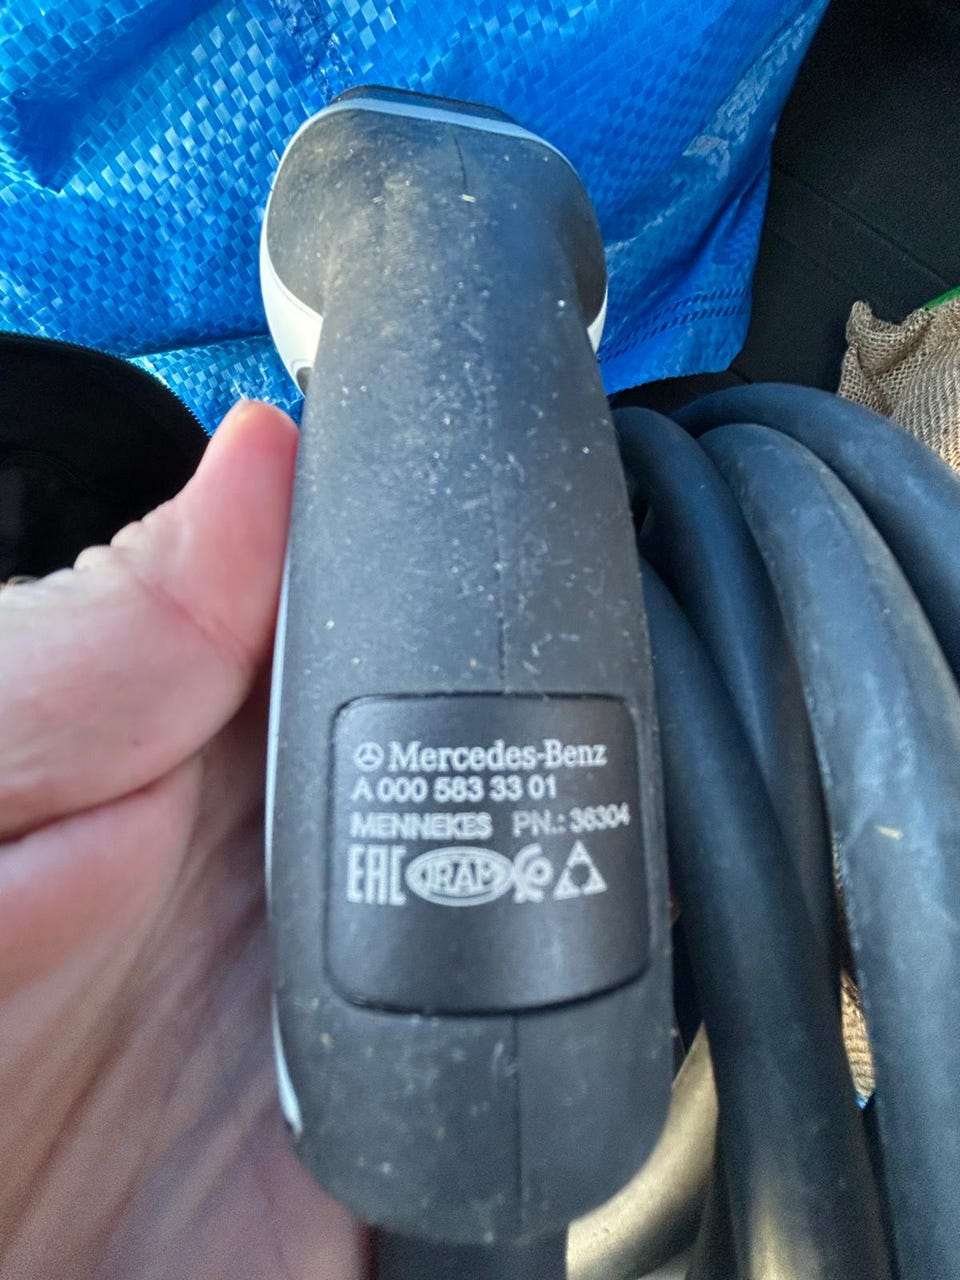 Mercedes-Benz
A 000 583 33 01
MENNEKES PN.: 36304
EAC IRAM